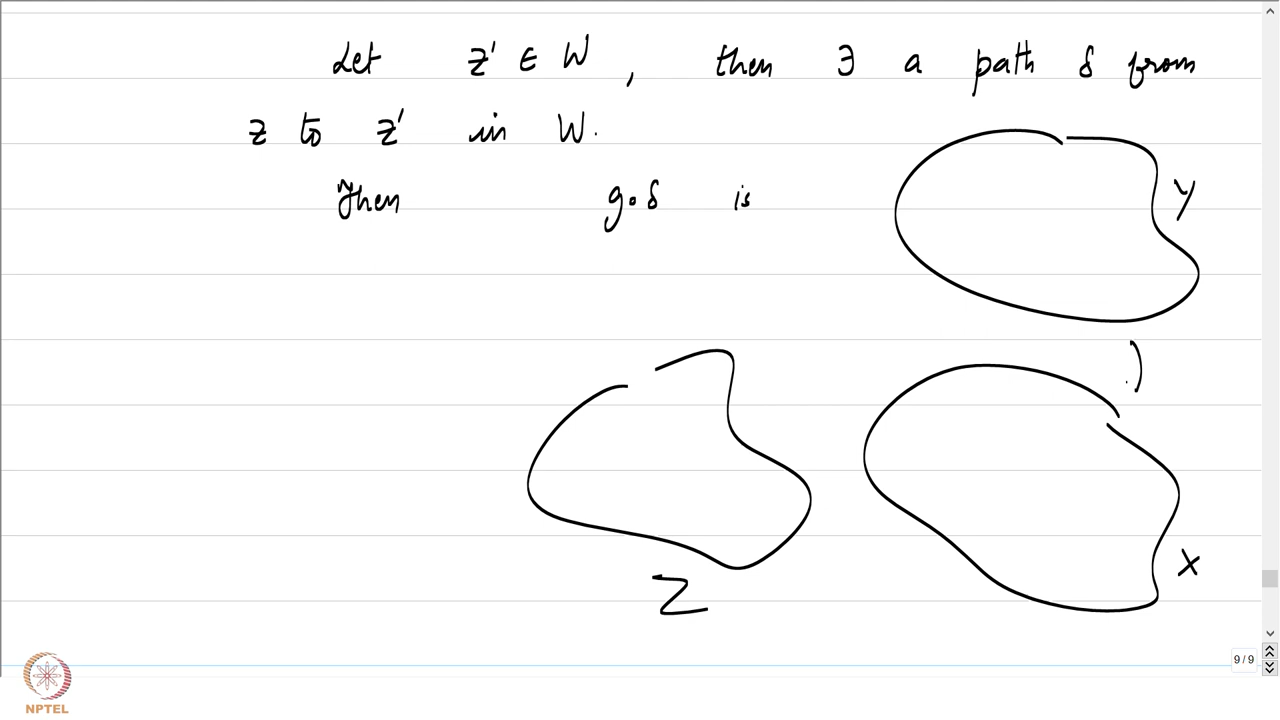 Let z' ∈ W, then ∃ a path δ from
z to z' in W.
Then g∘δ is
Y
X
Z
9 / 9
NPTEL